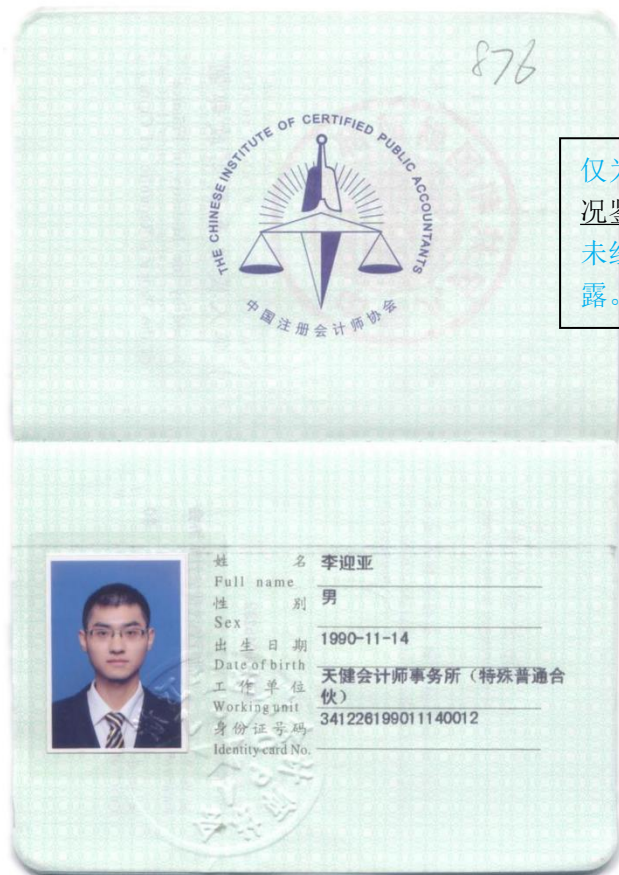 876
THE CHINESE INSTITUTE OF CERTIFIED PUBLIC ACCOUNTANTS
中国注册会计师协会
仅为
况鉴
未经
露。
姓 名 李迎亚
Full name
性 别 男
Sex
出生日期 1990-11-14
Date of birth
工作单位 天健会计师事务所（特殊普通合
Working unit 伙）
身份证号码 341226199011140012
Identity card No.